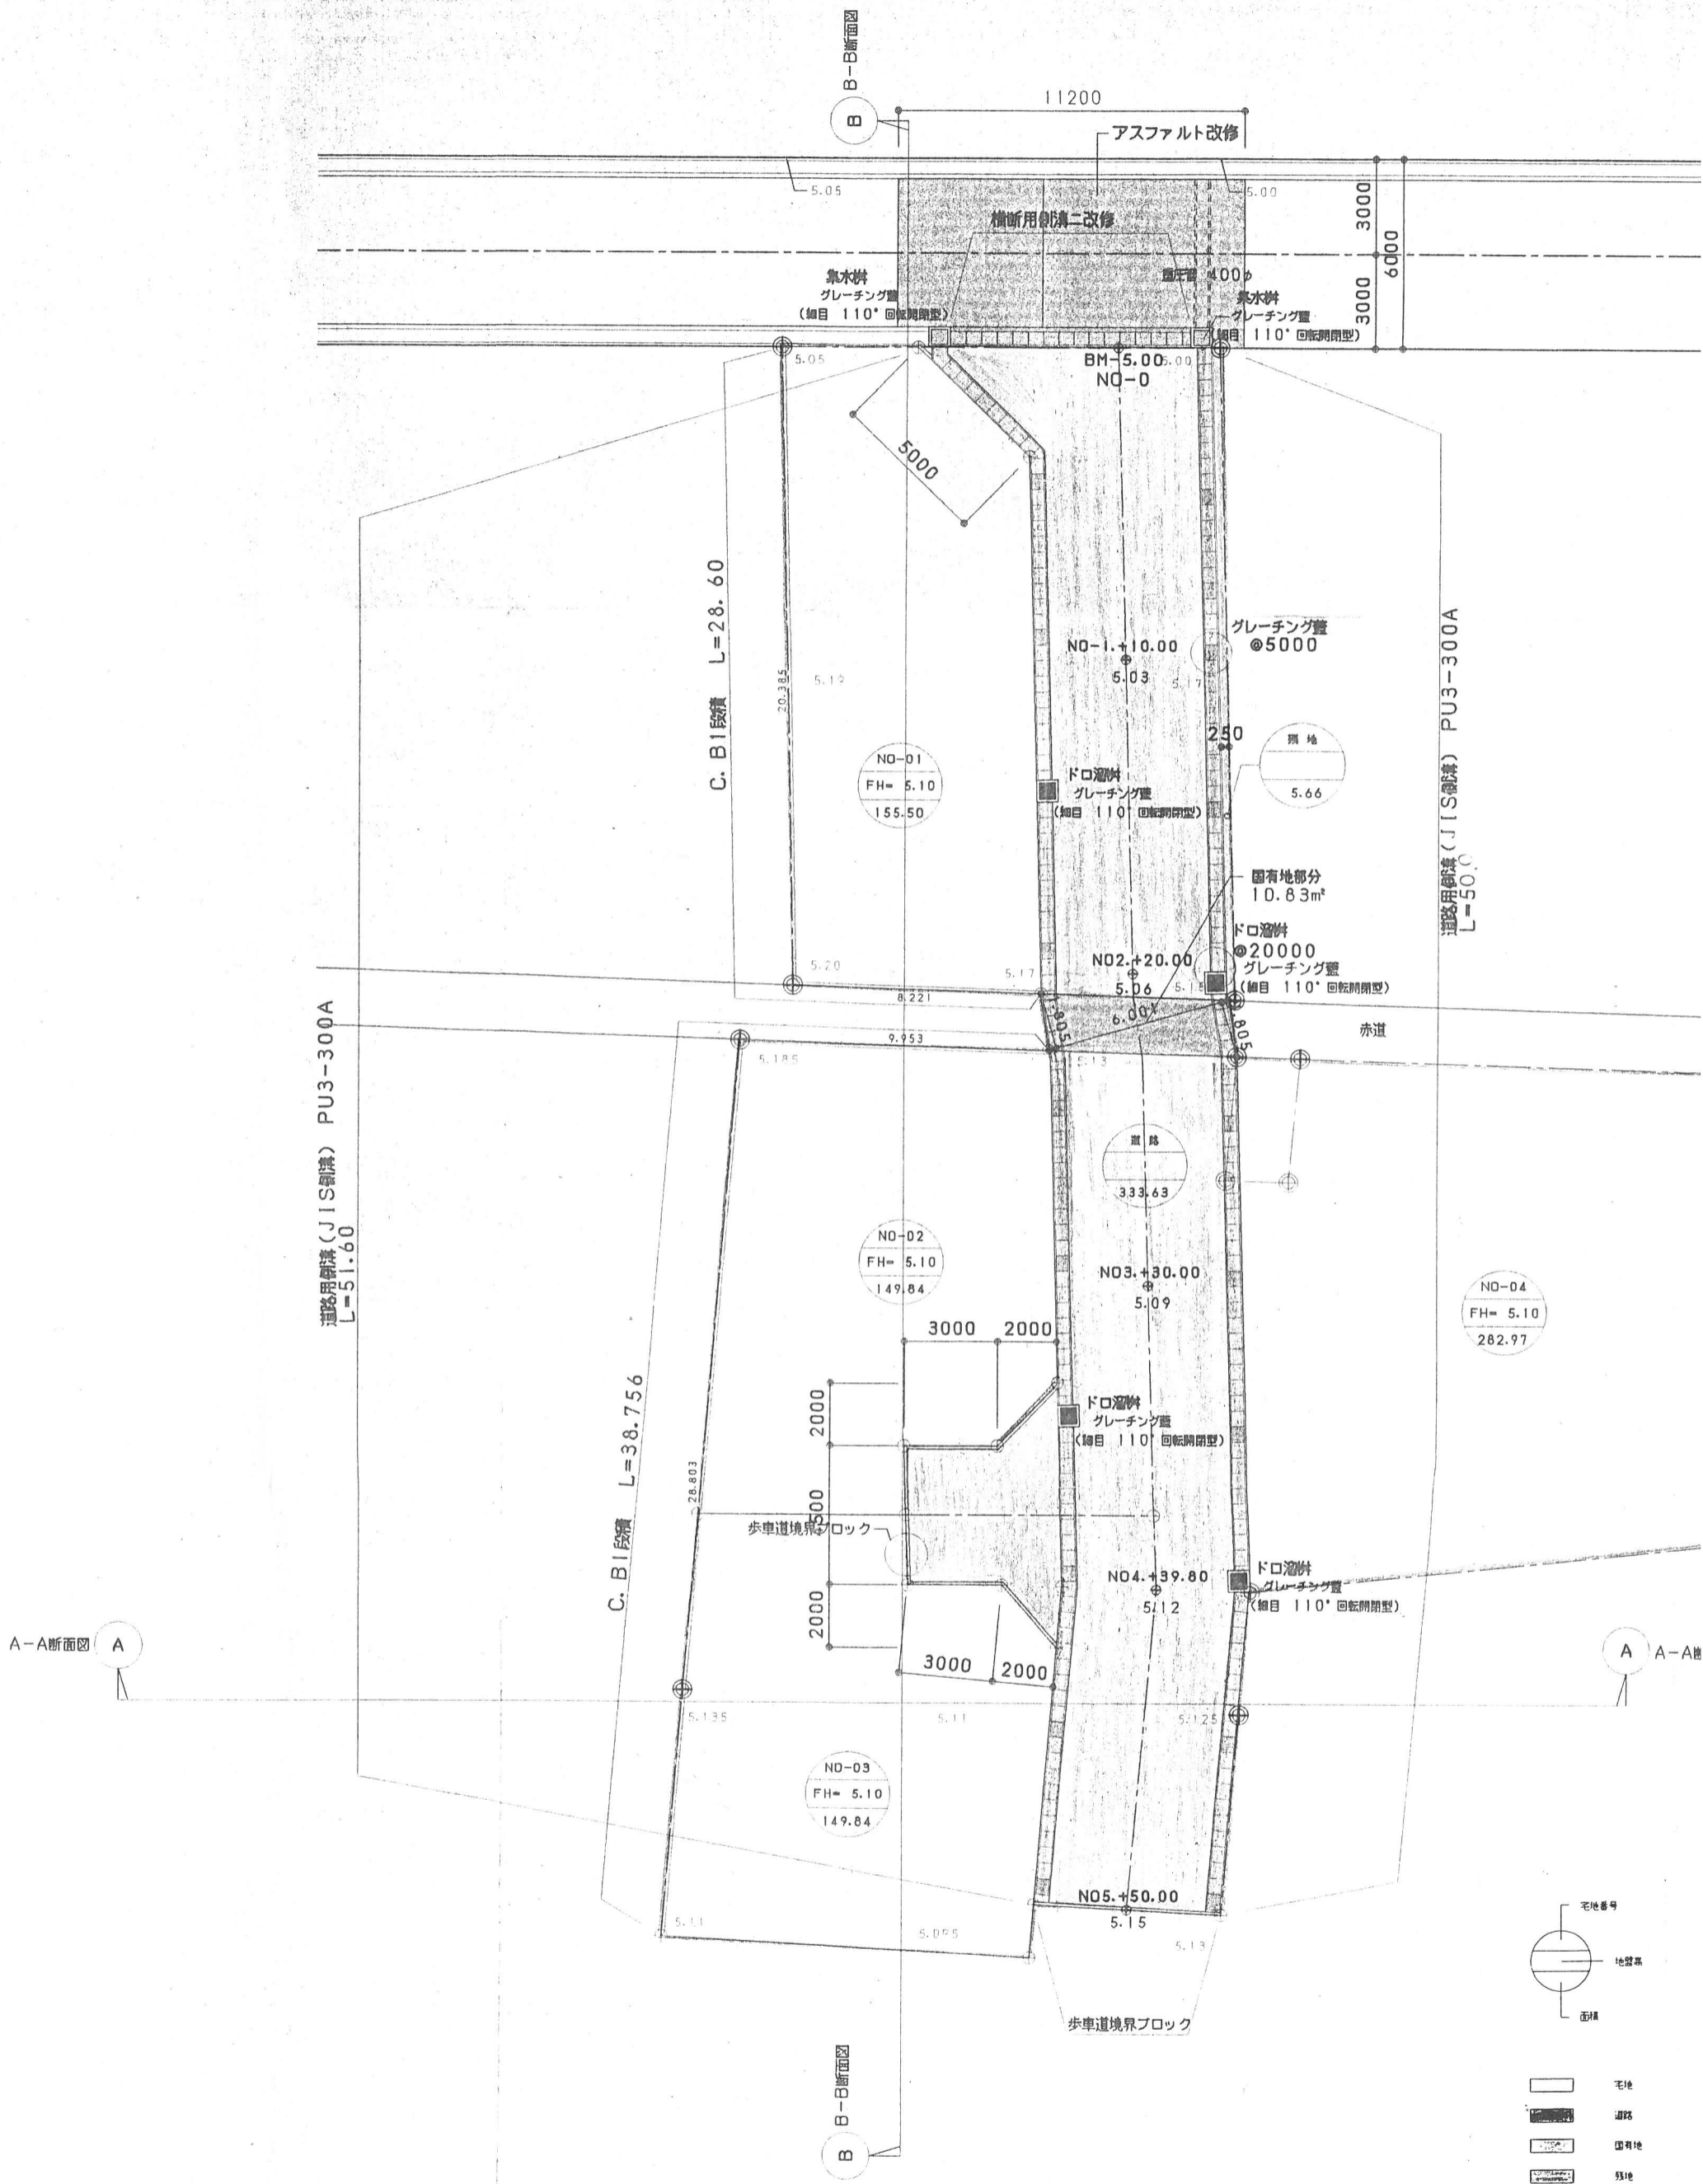 B-B断面図
B
11200
アスファルト改修
5.05
5.00
横断用側溝ニ改修
3000
6000
3000
重圧管 400φ
集水桝
グレーチング蓋
(細目 110° 回転開閉型)
集水桝
グレーチング蓋
(細目 110° 回転開閉型)
5.05
BM-5.00
5.00
NO-0
5000
C. B1段積 L=28.60
20.385
5.19
NO-1.+10.00
5.03
5.17
グレーチング蓋
@5000
道路用側溝(JIS側溝) PU3-300A
250
隣地
5.66
NO-01
FH= 5.10
155.50
ドロ溜桝
グレーチング蓋
(細目 110° 回転開閉型)
国有地部分
10.83㎡
ドロ溜桝
@20000
グレーチング蓋
(細目 110° 回転開閉型)
5.20
5.17
NO2.+20.00
5.06
8.221
6.001
1.805
赤道
9.953
5.185
5.13
道路用側溝(JIS側溝) PU3-300A
L=51.60
道路
333.63
NO-02
FH= 5.10
149.84
NO3.+30.00
5.09
NO-04
FH= 5.10
282.97
3000
2000
2000
C. B1段積 L=38.756
28.803
ドロ溜桝
グレーチング蓋
(細目 110° 回転開閉型)
歩車道境界ブロック
NO4.+39.80
5.12
ドロ溜桝
グレーチング蓋
(細目 110° 回転開閉型)
2000
A-A断面図
A
3000
2000
A
5.135
5.11
5.125
NO-03
FH= 5.10
149.84
NO5.+50.00
5.15
5.11
5.095
5.13
歩車道境界ブロック
宅地番号
地盤高
面積
B-B断面図
B
宅地
道路
国有地
残地